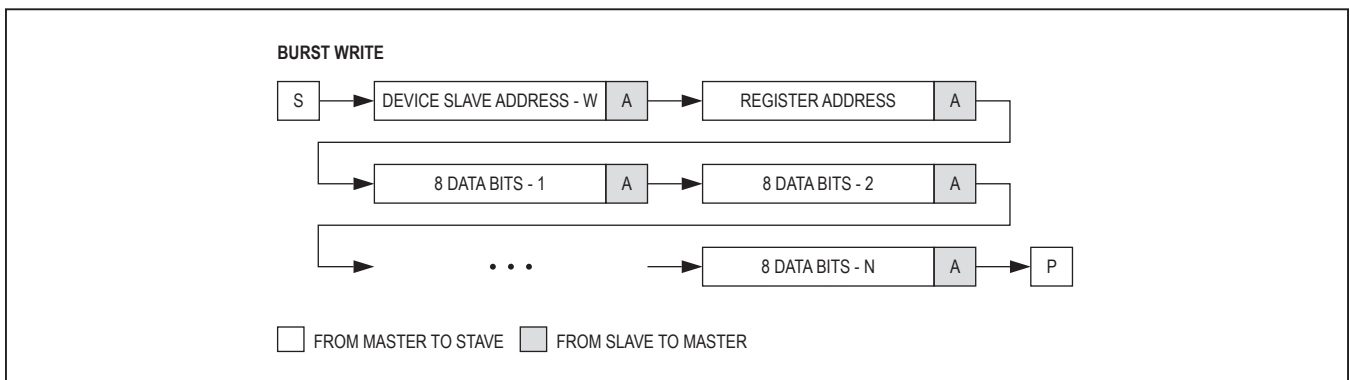 BURST WRITE
S DEVICE SLAVE ADDRESS - W A REGISTER ADDRESS A
8 DATA BITS - 1 A 8 DATA BITS - 2 A
• • • 8 DATA BITS - N A P
FROM MASTER TO STAVE FROM SLAVE TO MASTER